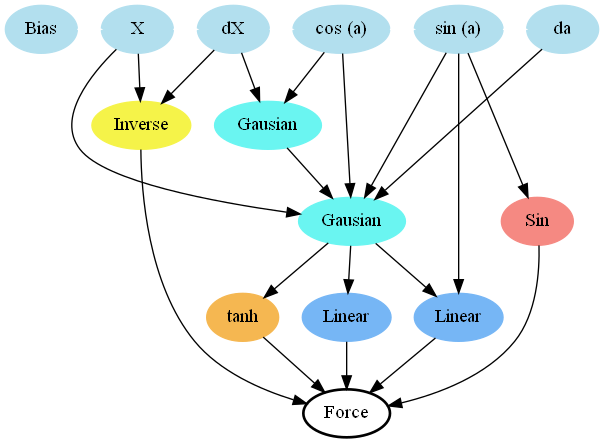 Bias
X
dX
cos (a)
sin (a)
da
Inverse
Gausian
Gausian
Sin
tanh
Linear
Linear
Force